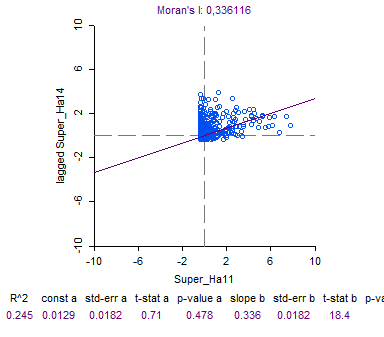 Moran's I: 0,336116
10
6
2
-2
-6
-10
lagged Super_Ha14
-10 -6 -2 2 6 10
Super_Ha11
R^2 const a std-err a t-stat a p-value a slope b std-err b t-stat b p-va
0.245 0.0129 0.0182 0.71 0.478 0.336 0.0182 18.4